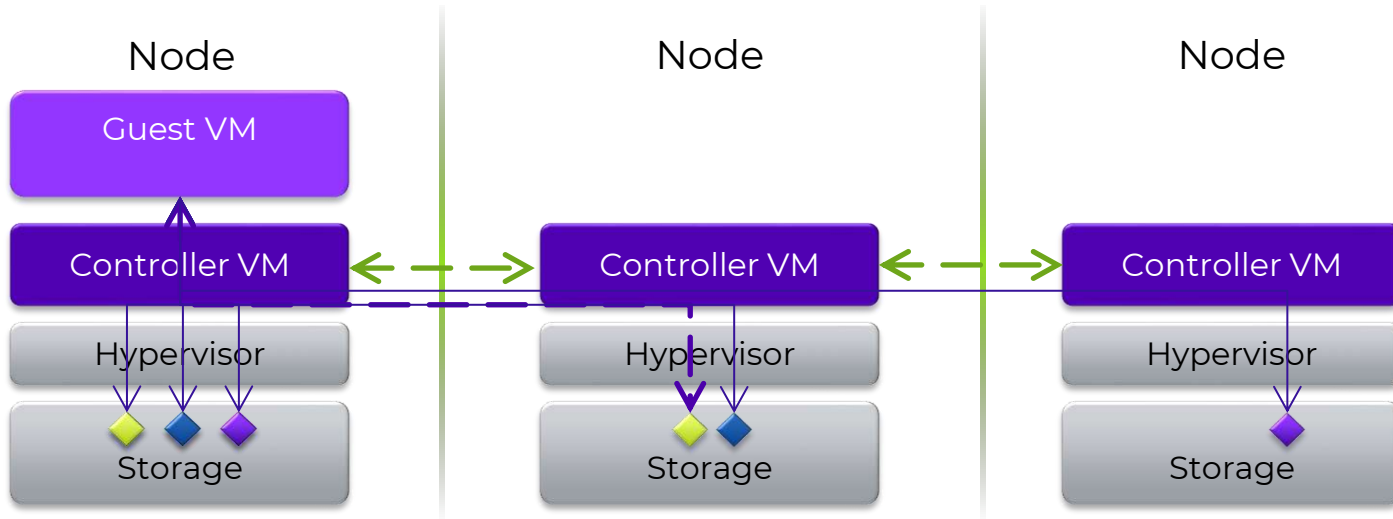 Node
Node
Node
Guest VM
Controller VM
Controller VM
Controller VM
Hypervisor
Hypervisor
Hypervisor
Storage
Storage
Storage